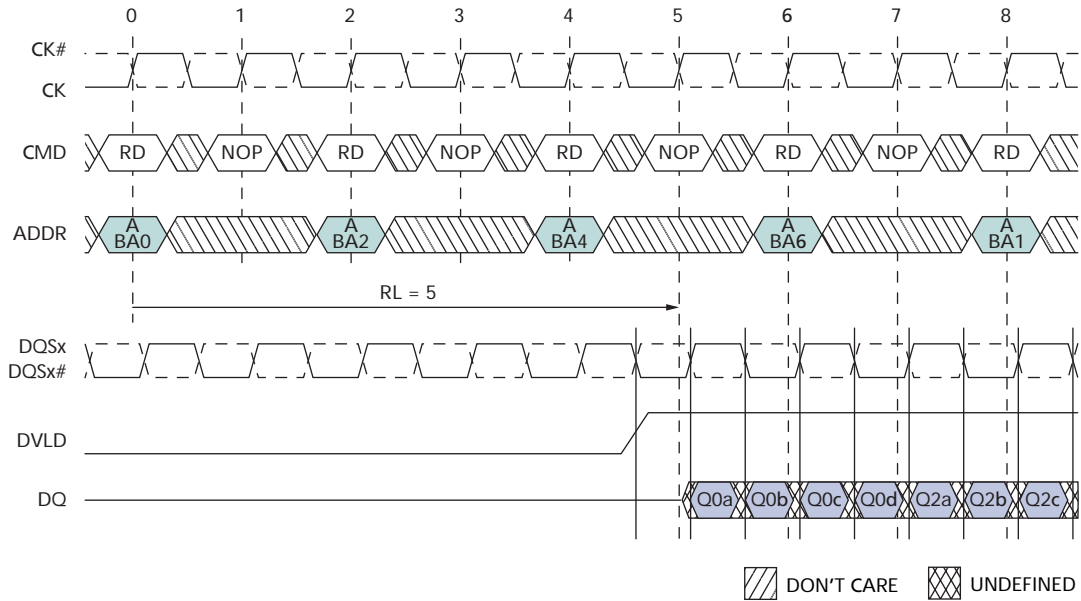 0 1 2 3 4 5 6 7 8
CK#
CK
CMD RD NOP RD NOP RD NOP RD NOP RD
ADDR A BA0 A BA2 A BA4 A BA6 A BA1
RL = 5
DQSx
DQSx#
DVLD
DQ Q0a Q0b Q0c Q0d Q2a Q2b Q2c
DON'T CARE UNDEFINED